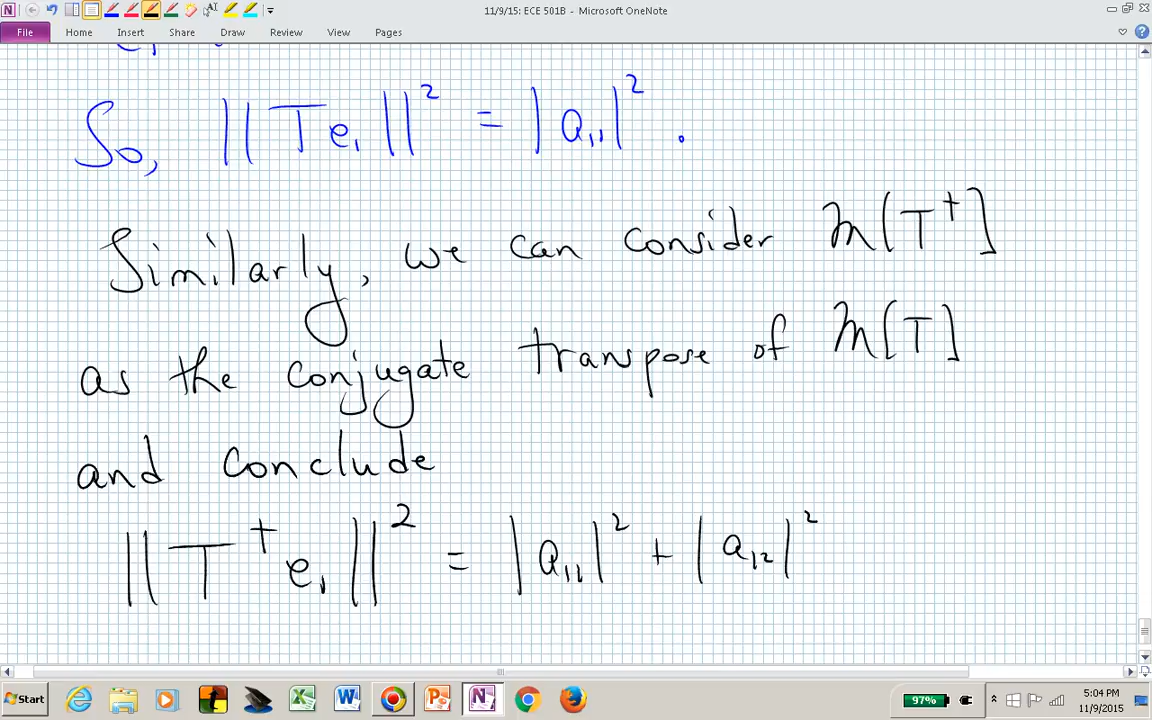 11/9/15: ECE 501B - Microsoft OneNote
File Home Insert Share Draw Review View Pages
So, ||Te₁||² = |a₁₁|² .
Similarly, we can consider M[T†]
as the conjugate transpose of M[T]
and conclude
||T†e₁||² = |a₁₁|² + |a₁₂|²
Start
97%
5:04 PM
11/9/2015